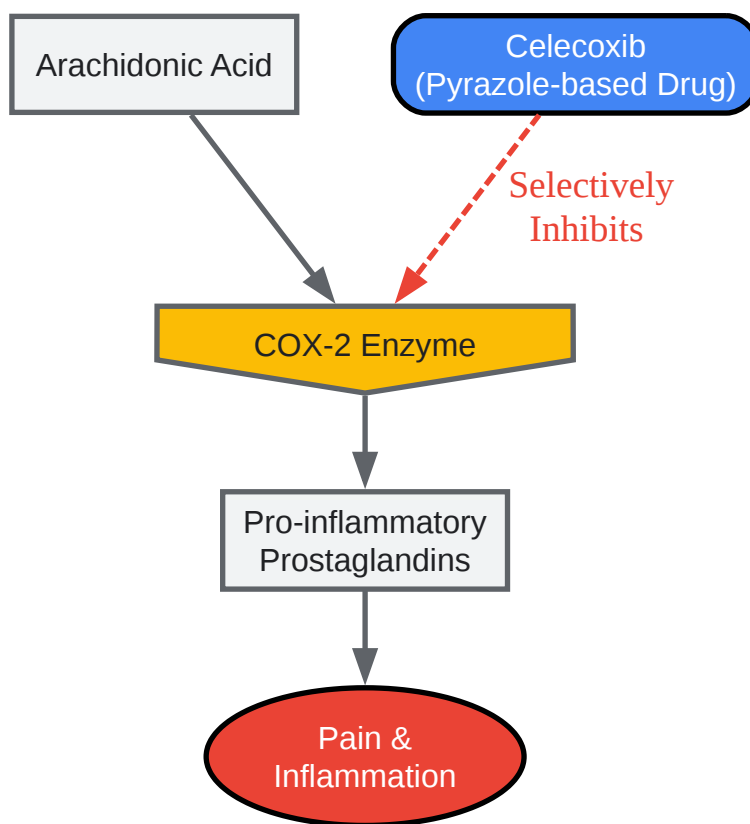 Arachidonic Acid
Celecoxib
(Pyrazole-based Drug)
Selectively
Inhibits
COX-2 Enzyme
Pro-inflammatory
Prostaglandins
Pain &
Inflammation